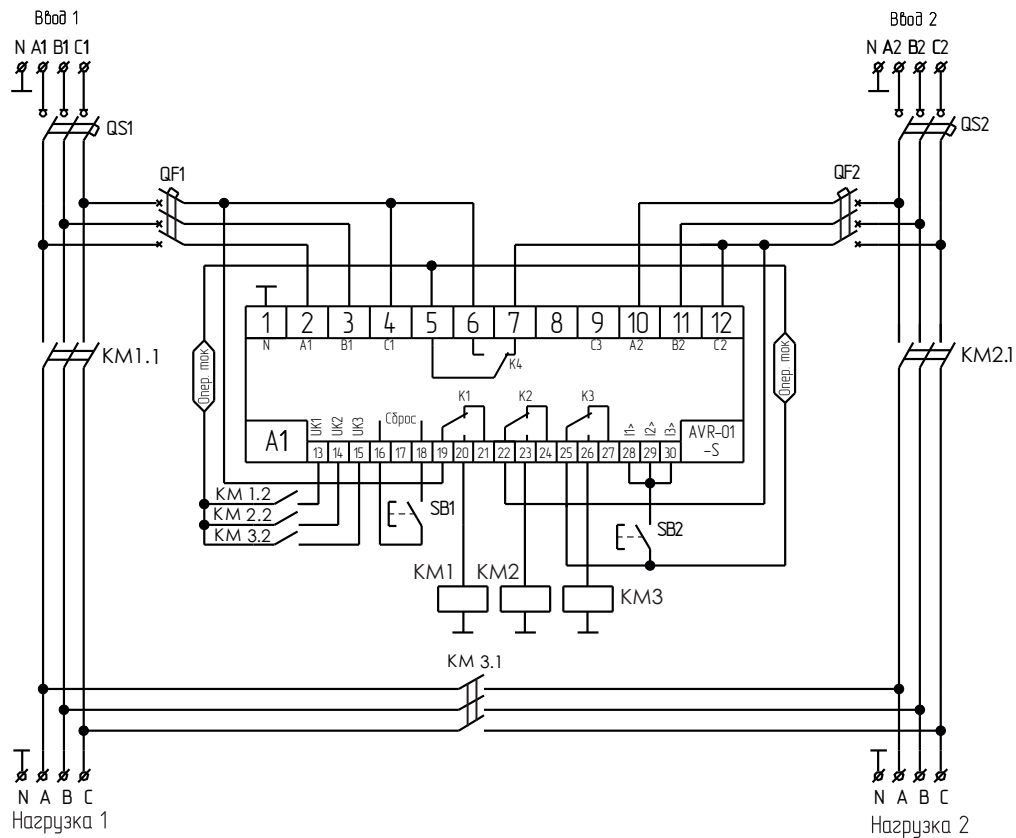 Ввод 1
Ввод 2
N A1 B1 C1
N A2 B2 C2
QS1
QS2
QF1
QF2
1 2 3 4 5 6 7 8 9 10 11 12
N A1 B1 C1 C3 A2 B2 C2
KM1.1
KM2.1
K4
Опер. ток
Опер. ток
K1
K2
K3
A1
UK1
UK2
UK3
Сброс
I1>
I2>
I3>
AVR-01
-S
13 14 15 16 17 18 19 20 21 22 23 24 25 26 27 28 29 30
KM 1.2
KM 2.2
KM 3.2
SB1
SB2
KM1
KM2
KM3
KM 3.1
N A B C
N A B C
Нагрузка 1
Нагрузка 2